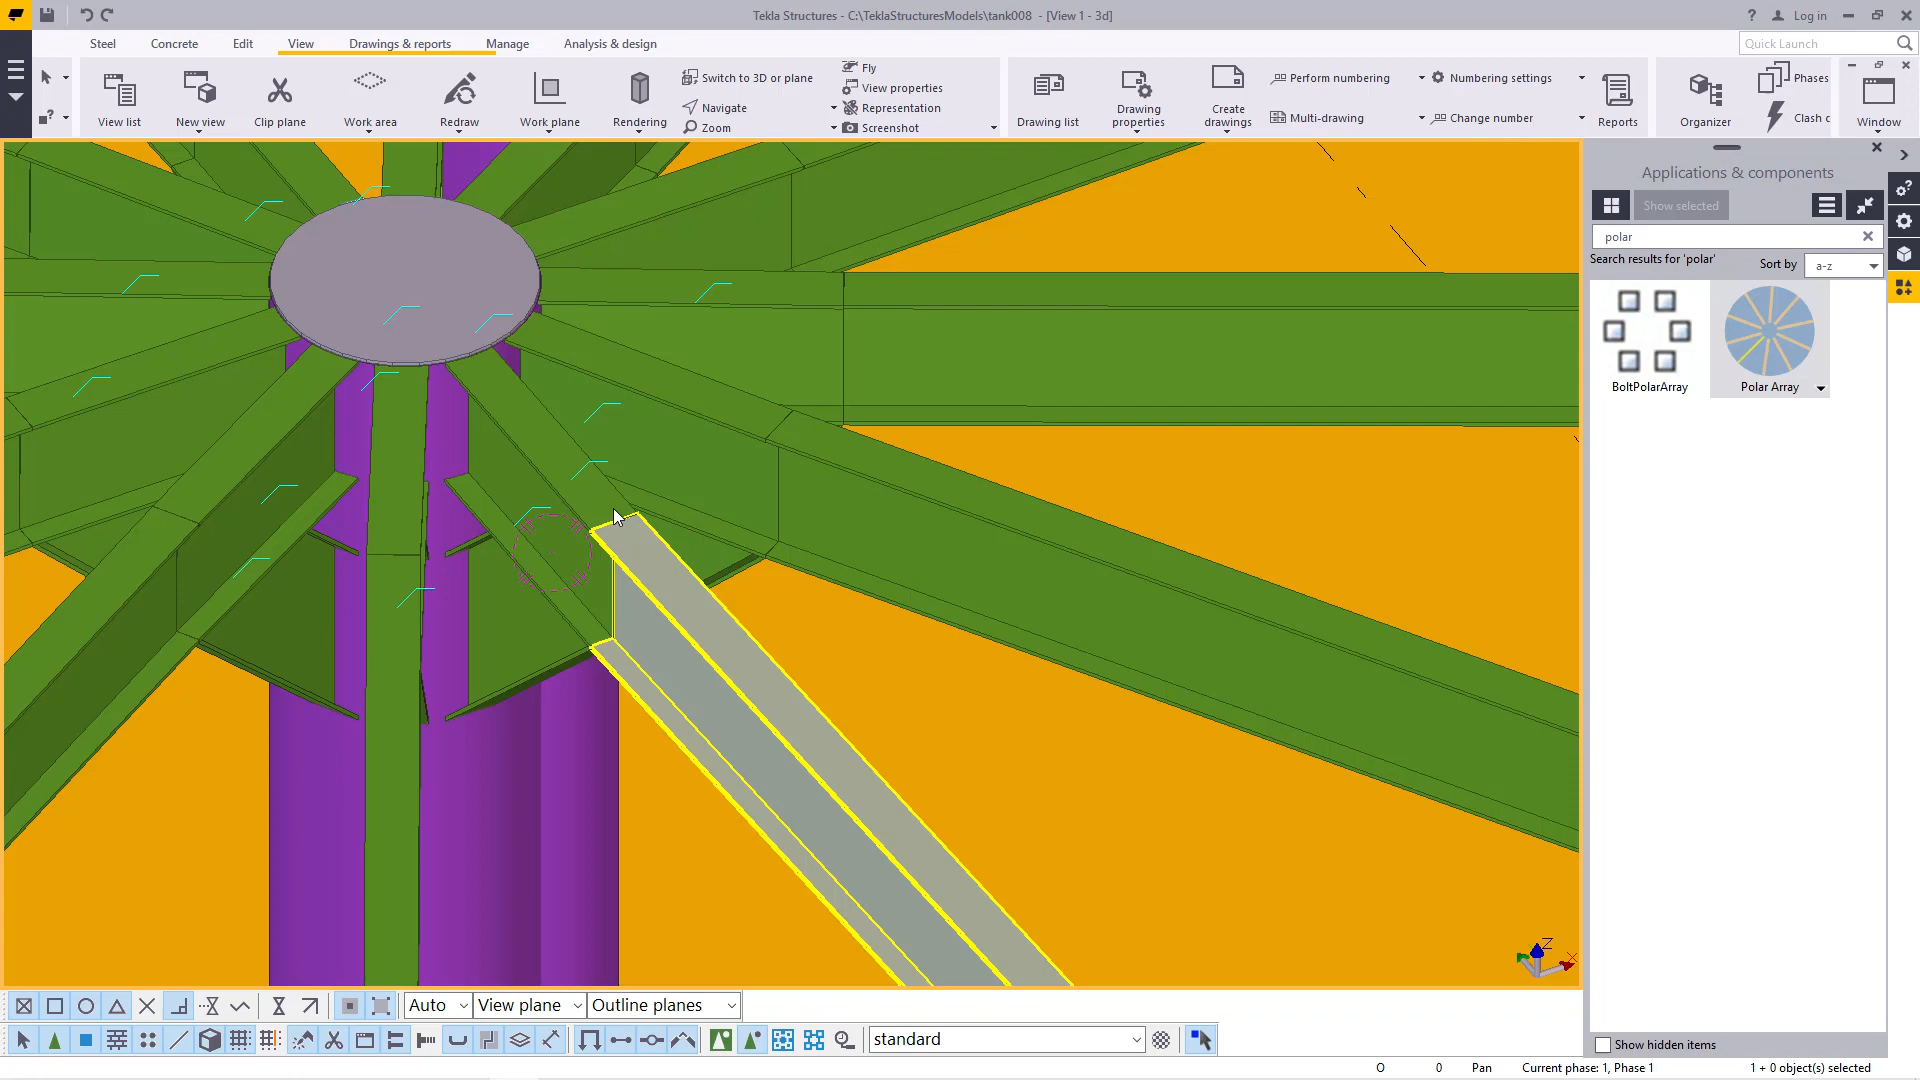 Tekla Structures - C:\TeklaStructuresModels\tank008 - [View 1 - 3d]
? Log in
Steel Concrete Edit View Drawings & reports Manage Analysis & design
Quick Launch
View list
New view
Clip plane
Work area
Redraw
Work plane
Rendering
Switch to 3D or plane
Navigate
Zoom
Fly
View properties
Representation
Screenshot
Drawing list
Drawing properties
Create drawings
Perform numbering
Multi-drawing
Numbering settings
Change number
Reports
Organizer
Phases
Clash c
Window
Applications & components
Show selected
polar
Search results for 'polar'
Sort by
a-z
BoltPolarArray
Polar Array
Z
X
Auto
View plane
Outline planes
standard
Show hidden items
O
0
Pan
Current phase: 1, Phase 1
1 + 0 object(s) selected